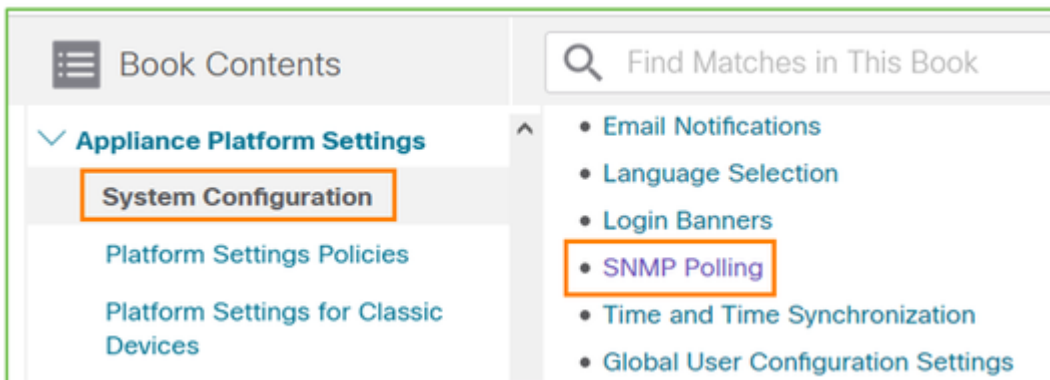 Book Contents
Find Matches in This Book
Appliance Platform Settings
System Configuration
Platform Settings Policies
Platform Settings for Classic
Devices
Email Notifications
Language Selection
Login Banners
SNMP Polling
Time and Time Synchronization
Global User Configuration Settings